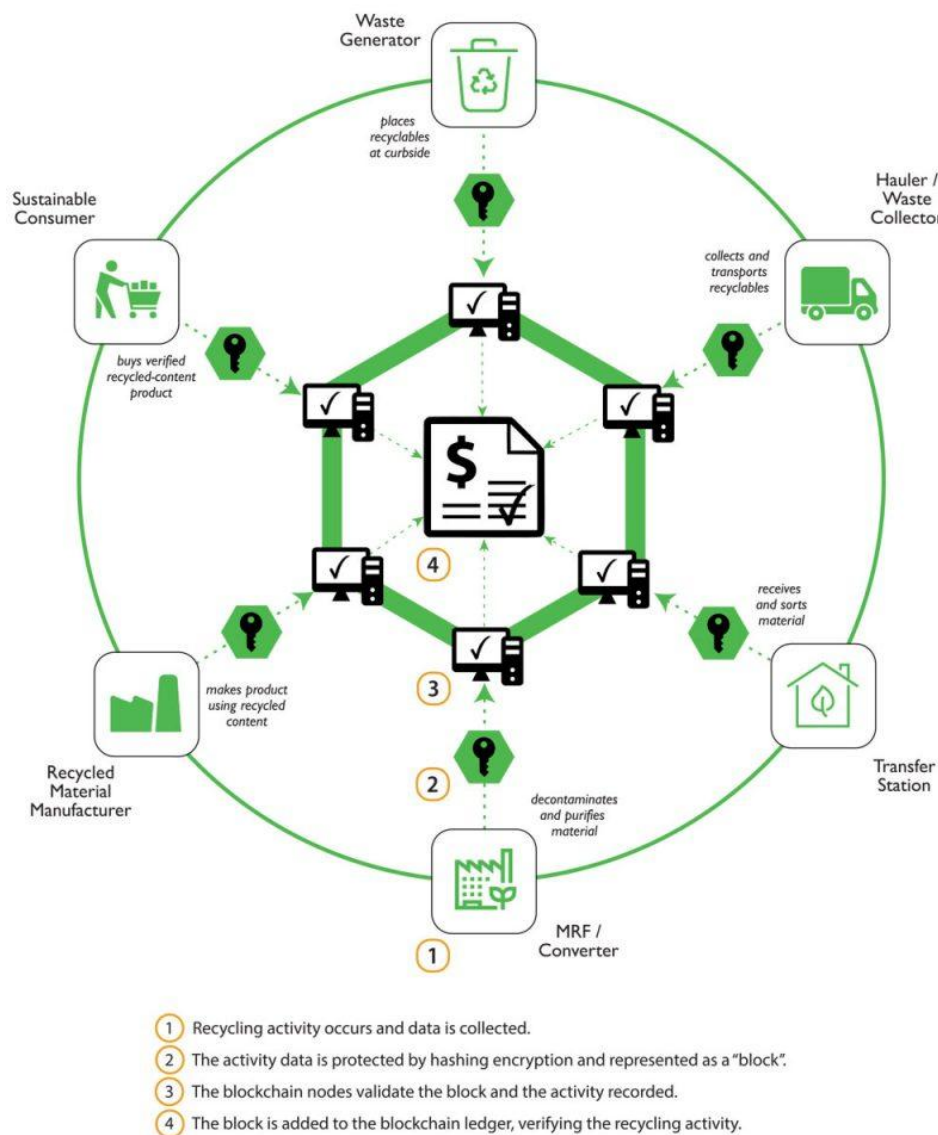 Waste
Generator
places
recyclables
at curbside
Sustainable
Consumer
Hauler /
Waste
Collector
collects and
transports
recyclables
buys verified
recycled-content
product
$
4
receives
and sorts
material
3
makes product
using recycled
content
Recycled
Material
Manufacturer
2
decontaminates
and purifies
material
Transfer
Station
MRF /
Converter
1
1 Recycling activity occurs and data is collected.
2 The activity data is protected by hashing encryption and represented as a “block”.
3 The blockchain nodes validate the block and the activity recorded.
4 The block is added to the blockchain ledger, verifying the recycling activity.